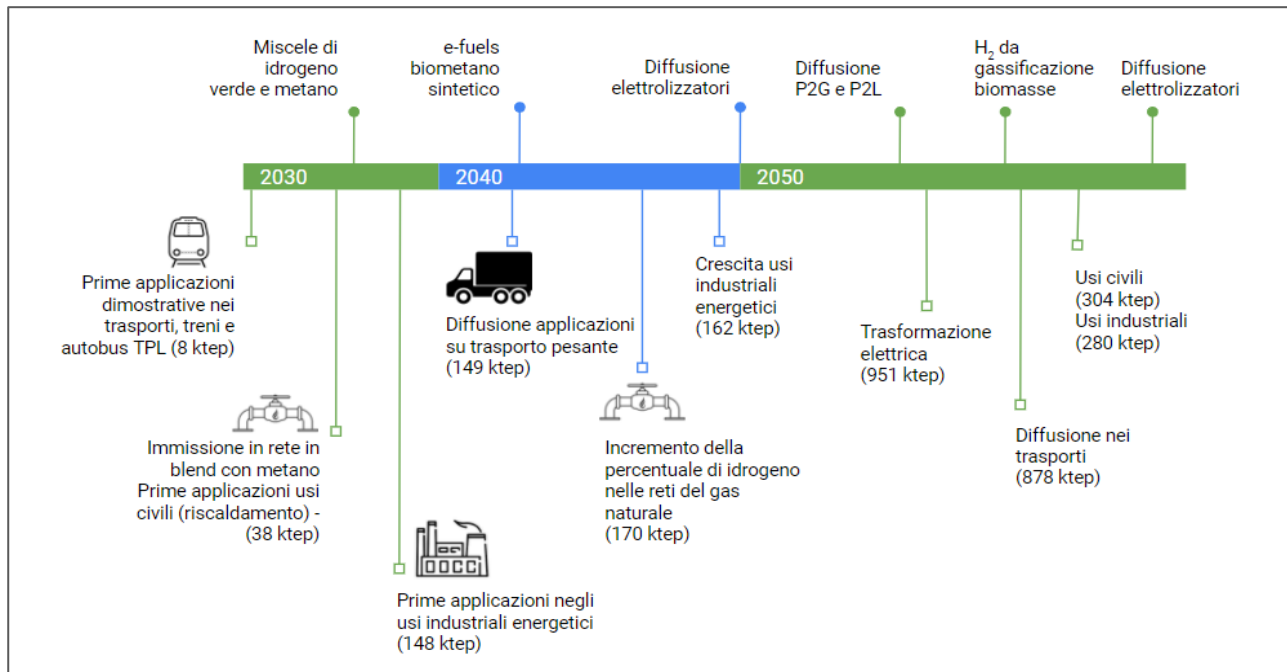 Miscele di
idrogeno
verde e metano
e-fuels
biometano
sintetico
Diffusione
elettrolizzatori
Diffusione
P2G e P2L
H₂ da
gassificazione
biomasse
Diffusione
elettrolizzatori
2030
2040
2050
Prime applicazioni
dimostrative nei
trasporti, treni e
autobus TPL (8 ktep)
Immissione in rete in
blend con metano
Prime applicazioni usi
civili (riscaldamento) -
(38 ktep)
Prime applicazioni negli
usi industriali energetici
(148 ktep)
Diffusione applicazioni
su trasporto pesante
(149 ktep)
Incremento della
percentuale di idrogeno
nelle reti del gas
naturale
(170 ktep)
Crescita usi
industriali
energetici
(162 ktep)
Trasformazione
elettrica
(951 ktep)
Diffusione nei
trasporti
(878 ktep)
Usi civili
(304 ktep)
Usi industriali
(280 ktep)